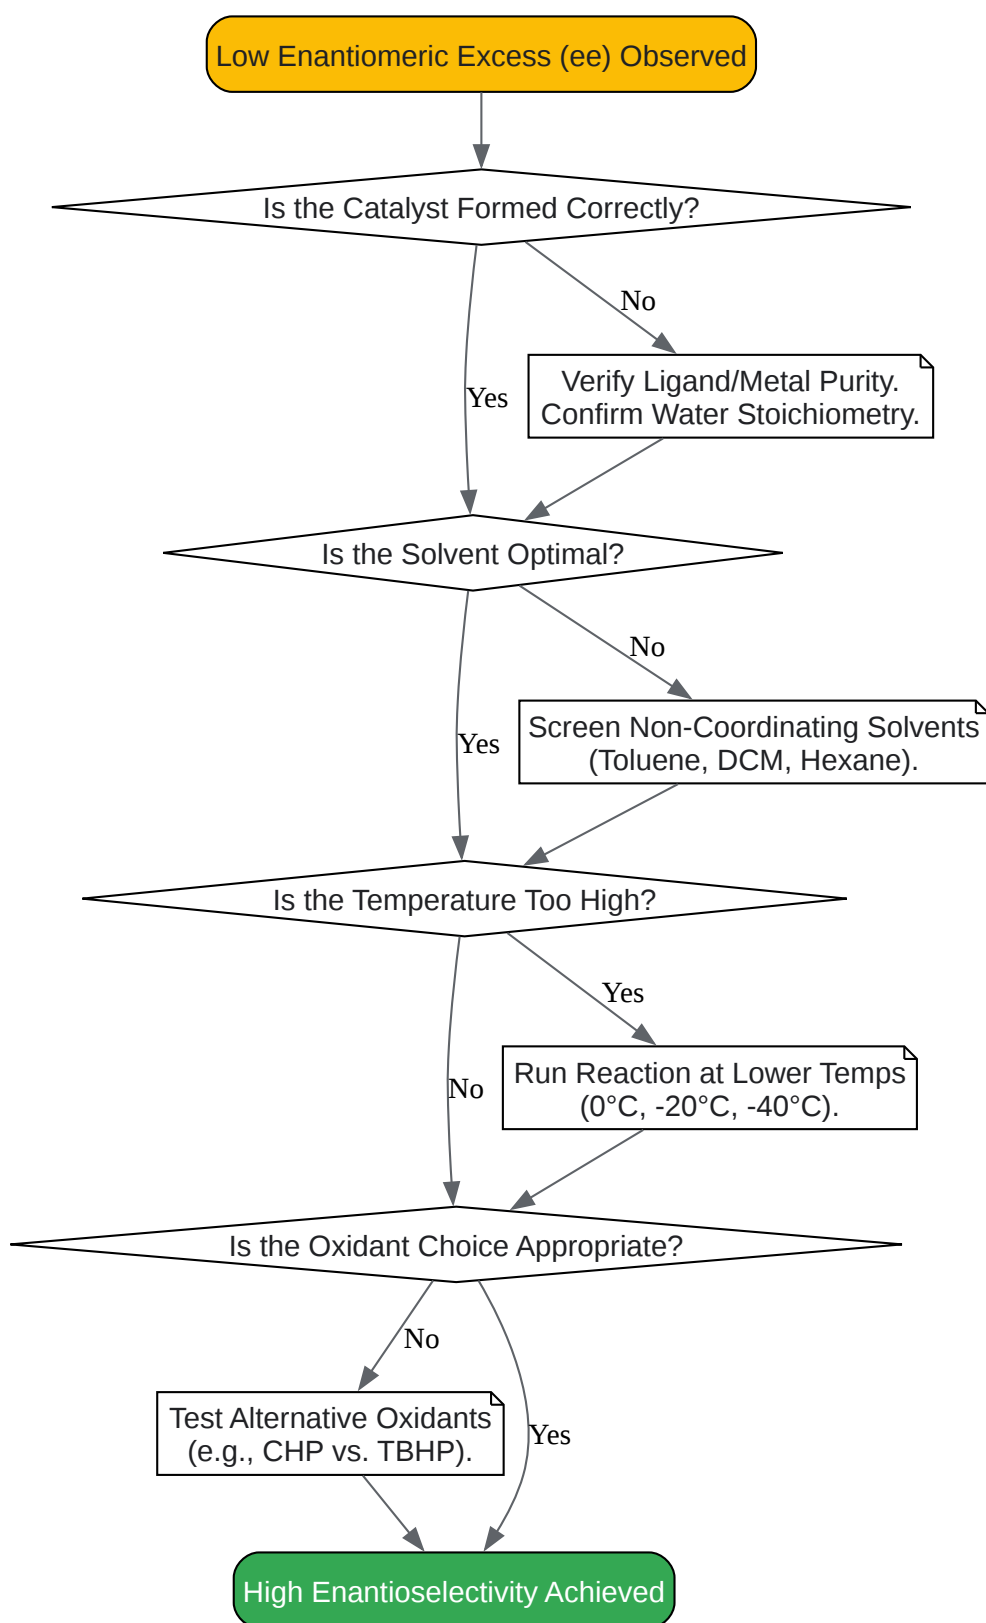 Low Enantiomeric Excess (ee) Observed
Is the Catalyst Formed Correctly?
No
Verify Ligand/Metal Purity.
Confirm Water Stoichiometry.
Yes
Is the Solvent Optimal?
No
Screen Non-Coordinating Solvents
(Toluene, DCM, Hexane).
Yes
Is the Temperature Too High?
Yes
Run Reaction at Lower Temps
(0°C, -20°C, -40°C).
No
Is the Oxidant Choice Appropriate?
No
Test Alternative Oxidants
(e.g., CHP vs. TBHP).
Yes
High Enantioselectivity Achieved